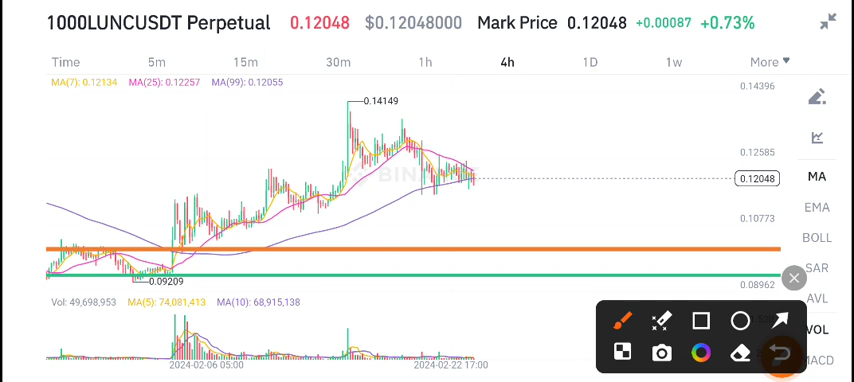 1000LUNCUSDT Perpetual 0.12048 $0.12048000 Mark Price 0.12048 +0.00087 +0.73%
Time 5m 15m 30m 1h 4h 1D 1w More
MA(7): 0.12134 MA(25): 0.12257 MA(99): 0.12055
0.14396
0.14149
0.12585
BIN
0.12048
0.10773
0.09209
0.08962
MA
EMA
BOLL
SAR
AVL
VOL
MACD
Vol: 49,698,953 MA(5): 74,081,413 MA(10): 68,915,138
2024-02-06 05:00 2024-02-22 17:00